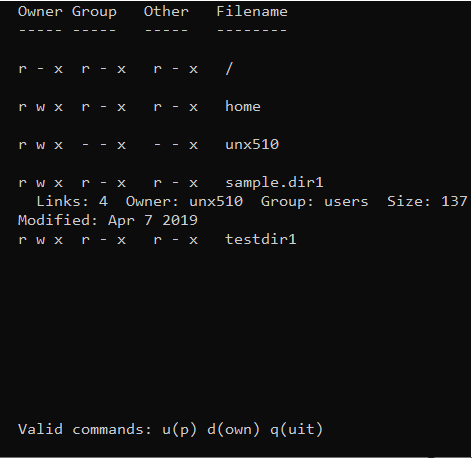 Owner Group   Other   Filename
----- -----   -----   --------
r - x  r - x   r - x   /
r w x  r - x   r - x   home
r w x  - - x   - - x   unx510
r w x  r - x   r - x   sample.dir1
Links: 4  Owner: unx510  Group: users  Size: 137
Modified: Apr 7 2019
r w x  r - x   r - x   testdir1
Valid commands: u(p) d(own) q(uit)